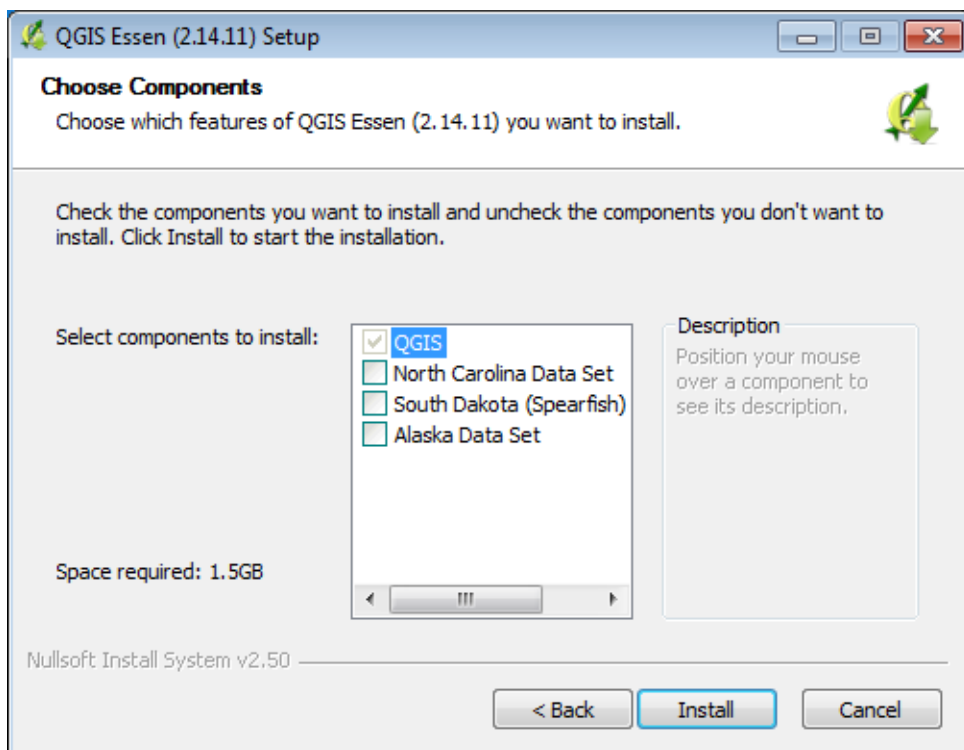 QGIS Essen (2.14.11) Setup
Choose Components
Choose which features of QGIS Essen (2.14.11) you want to install.
Check the components you want to install and uncheck the components you don't want to
install. Click Install to start the installation.
Select components to install:
QGIS
North Carolina Data Set
South Dakota (Spearfish)
Alaska Data Set
Description
Position your mouse
over a component to
see its description.
Space required: 1.5GB
Nullsoft Install System v2.50
< Back
Install
Cancel